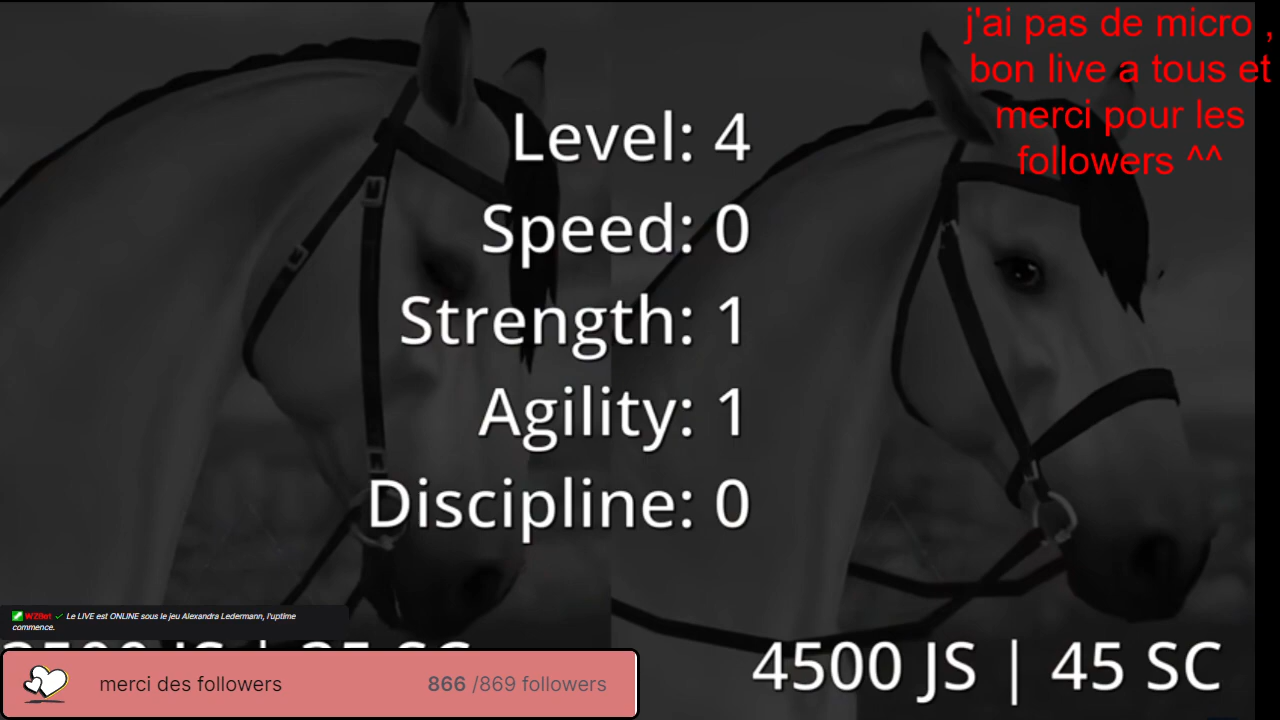 j'ai pas de micro ,
bon live a tous et
merci pour les
followers ^^
Level: 4
Speed: 0
Strength: 1
Agility: 1
Discipline: 0
WZBot ✓ Le LIVE est ONLINE sous le jeu Alexandra Ledermann, l'uptime
commence.
4500 JS | 45 SC
merci des followers 866 /869 followers